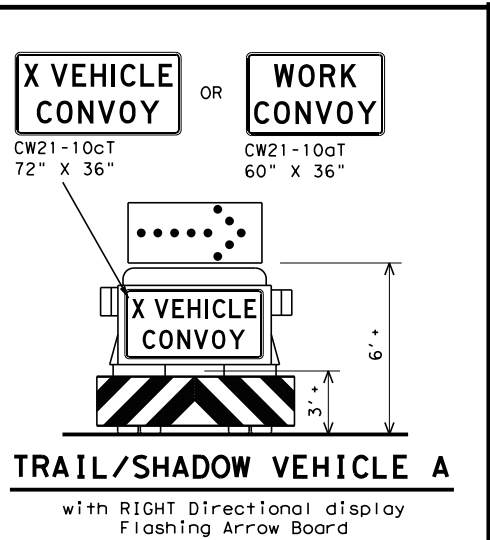 X VEHICLE
CONVOY
OR
WORK
CONVOY
CW21-10cT
72" X 36"
CW21-10aT
60" X 36"
X VEHICLE
CONVOY
6' +
3' +
TRAIL/SHADOW VEHICLE A
with RIGHT Directional display
Flashing Arrow Board